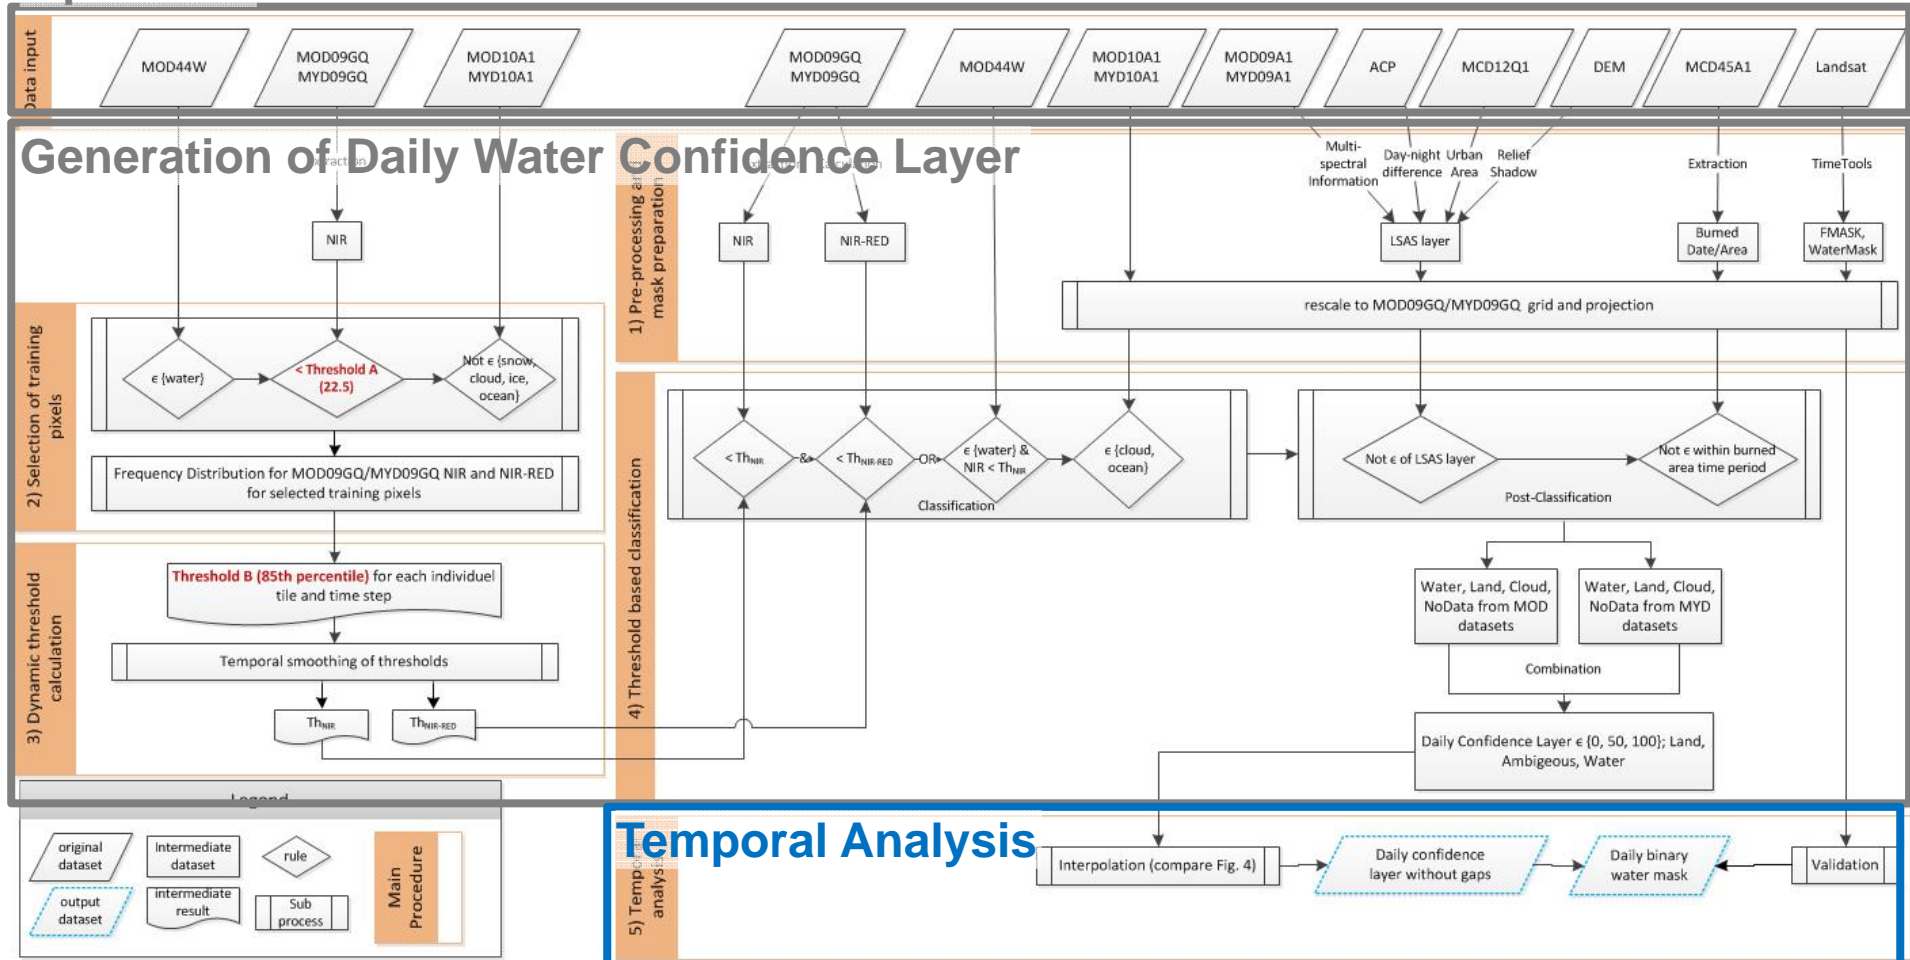 Data input
MOD44W
MOD09GQ
MYD09GQ
MOD10A1
MYD10A1
MOD09GQ
MYD09GQ
MOD44W
MOD10A1
MYD10A1
MOD09A1
MYD09A1
ACP
MCD12Q1
DEM
MCD45A1
Landsat
Generation of Daily Water Confidence Layer
Multi-
spectral
Information
Day-night
difference
Urban
Area
Relief
Shadow
Extraction
TimeTools
1) Pre-processing
mask preparation
NIR
NIR
NIR-RED
LSAS layer
Burned
Date/Area
FMASK,
WaterMask
rescale to MOD09GQ/MYD09GQ grid and projection
2) Selection of training
pixels
ϵ {water}
< Threshold A
(22.5)
Not ϵ {snow,
cloud, ice,
ocean}
Frequency Distribution for MOD09GQ/MYD09GQ NIR and NIR-RED
for selected training pixels
3) Dynamic threshold
calculation
Threshold B (85th percentile) for each individuel
tile and time step
Temporal smoothing of thresholds
ThNIR
ThNIR-RED
4) Threshold based classification
< ThNIR
-&
< ThNIR-RED
-OR
ϵ {water} &
NIR < ThNIR
ϵ {cloud,
ocean}
Classification
Not ϵ of LSAS layer
Not ϵ within burned
area time period
Post-Classification
Water, Land, Cloud,
NoData from MOD
datasets
Water, Land, Cloud,
NoData from MYD
datasets
Combination
Daily Confidence Layer ϵ {0, 50, 100}; Land,
Ambigeous, Water
Legend
original
dataset
Intermediate
dataset
rule
output
dataset
intermediate
result
Sub
process
Main
Procedure
Temporal Analysis
5) Tempo
analysis
Interpolation (compare Fig. 4)
Daily confidence
layer without gaps
Daily binary
water mask
Validation